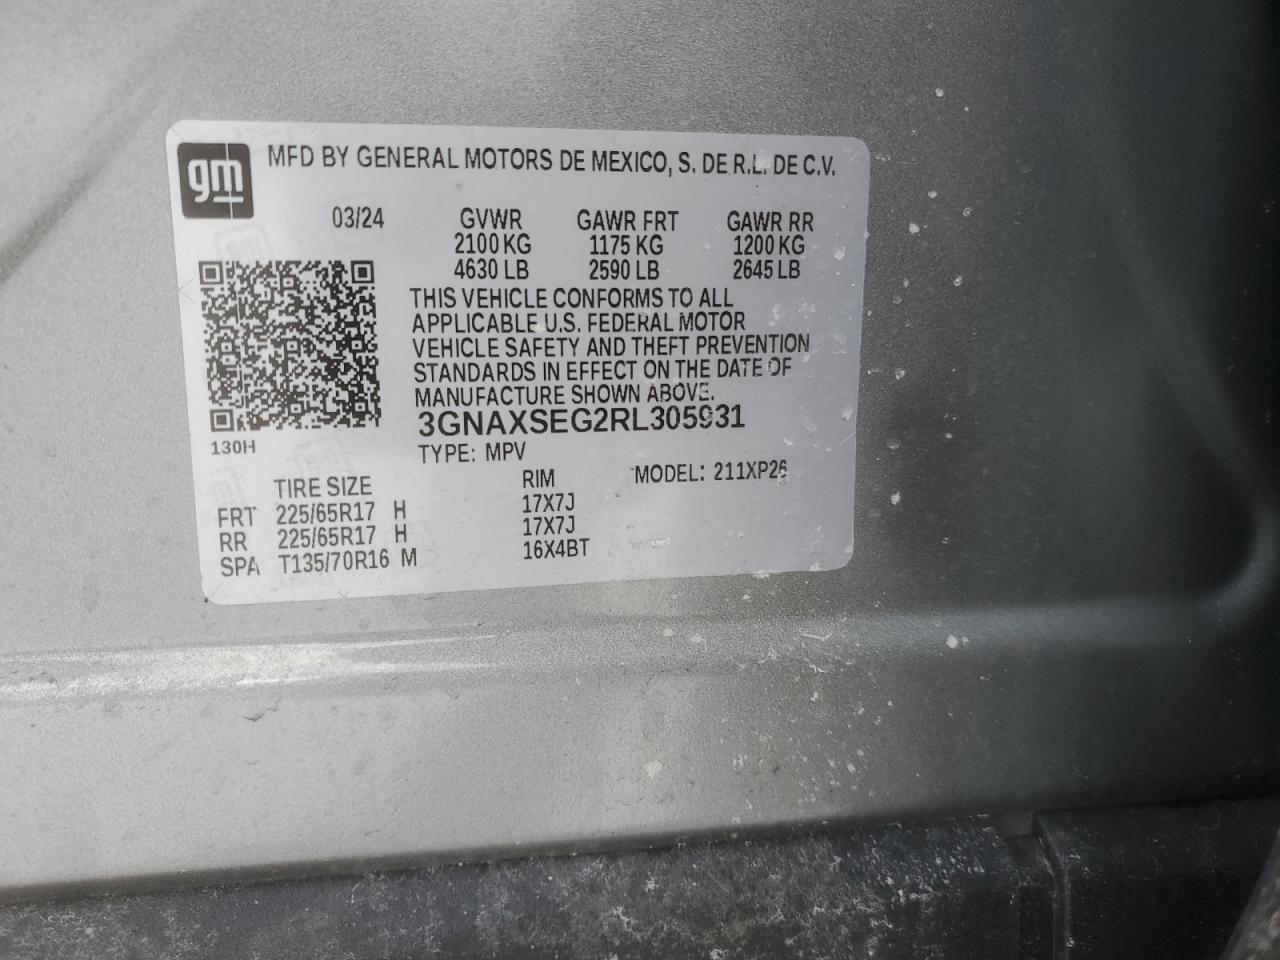 gm MFD BY GENERAL MOTORS DE MEXICO, S. DE R.L. DE C.V.
03/24 GVWR GAWR FRT GAWR RR
2100 KG 1175 KG 1200 KG
4630 LB 2590 LB 2645 LB
THIS VEHICLE CONFORMS TO ALL
APPLICABLE U.S. FEDERAL MOTOR
VEHICLE SAFETY AND THEFT PREVENTION
STANDARDS IN EFFECT ON THE DATE OF
MANUFACTURE SHOWN ABOVE.
3GNAXSEG2RL305931
130H
TYPE: MPV
TIRE SIZE RIM MODEL: 211XP26
FRT 225/65R17 H 17X7J
RR 225/65R17 H 17X7J
SPA T135/70R16 M 16X4BT